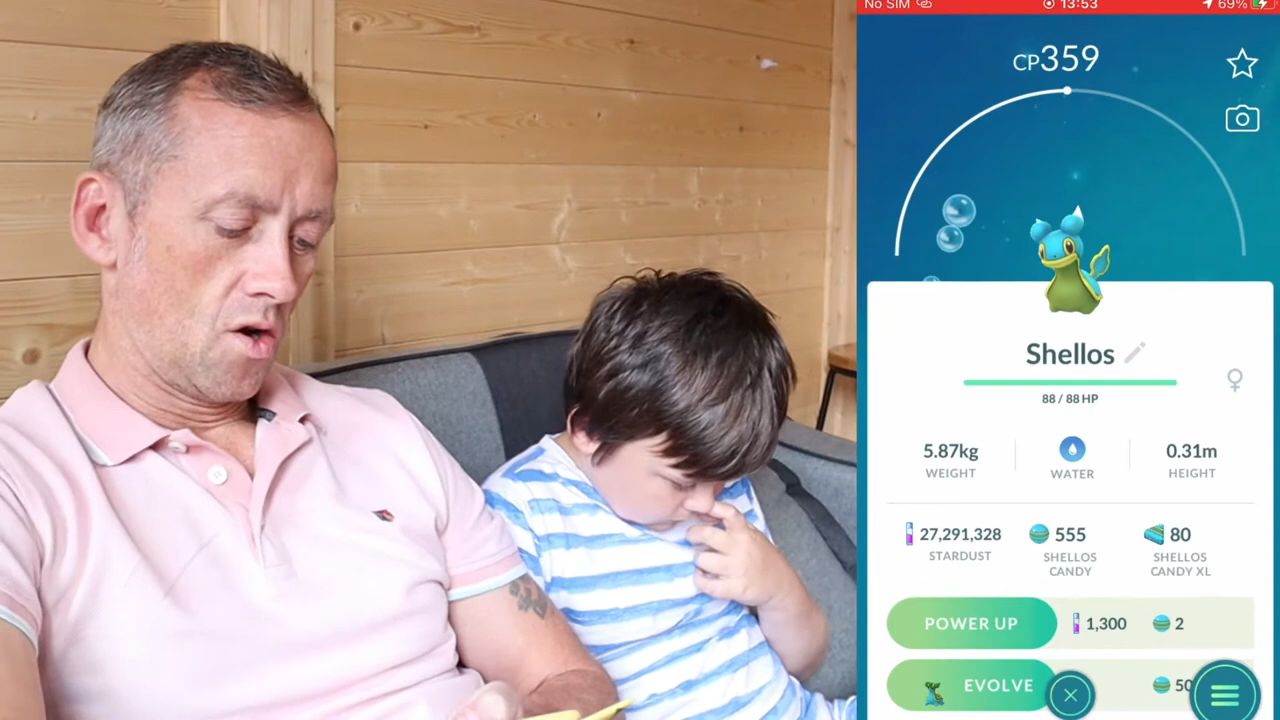 No SIM 13:53 69%
CP359
Shellos
88 / 88 HP
5.87kg 0.31m
WEIGHT WATER HEIGHT
27,291,328 555 80
STARDUST SHELLOS CANDY SHELLOS CANDY XL
POWER UP 1,300 2
EVOLVE 50